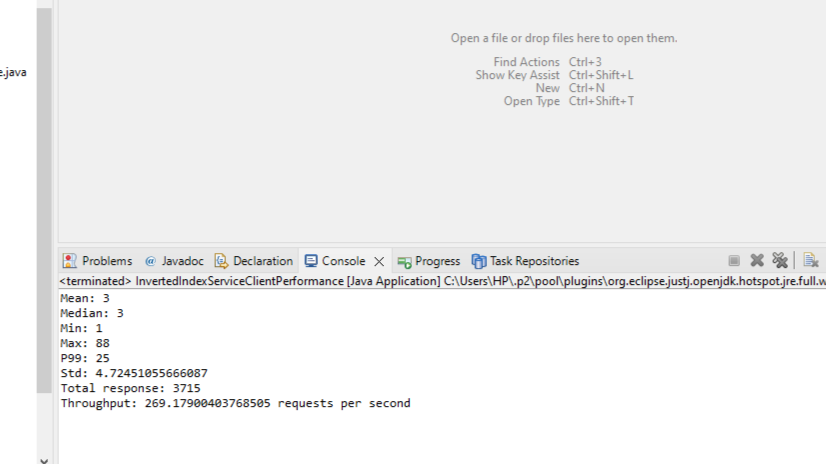 Open a file or drop files here to open them.
Find Actions Ctrl+3
e.java
Show Key Assist Ctrl+Shift+L
New Ctrl+N
Open Type Ctrl+Shift+T
Problems @ Javadoc Declaration Console Progress Task Repositories
<terminated> InvertedIndexServiceClientPerformance [Java Application] C:\Users\HP\.p2\pool\plugins\org.eclipse.justj.openjdk.hotspot.jre.full.w
Mean: 3
Median: 3
Min: 1
Max: 88
P99: 25
Std: 4.72451055666087
Total response: 3715
Throughput: 269.17900403768505 requests per second